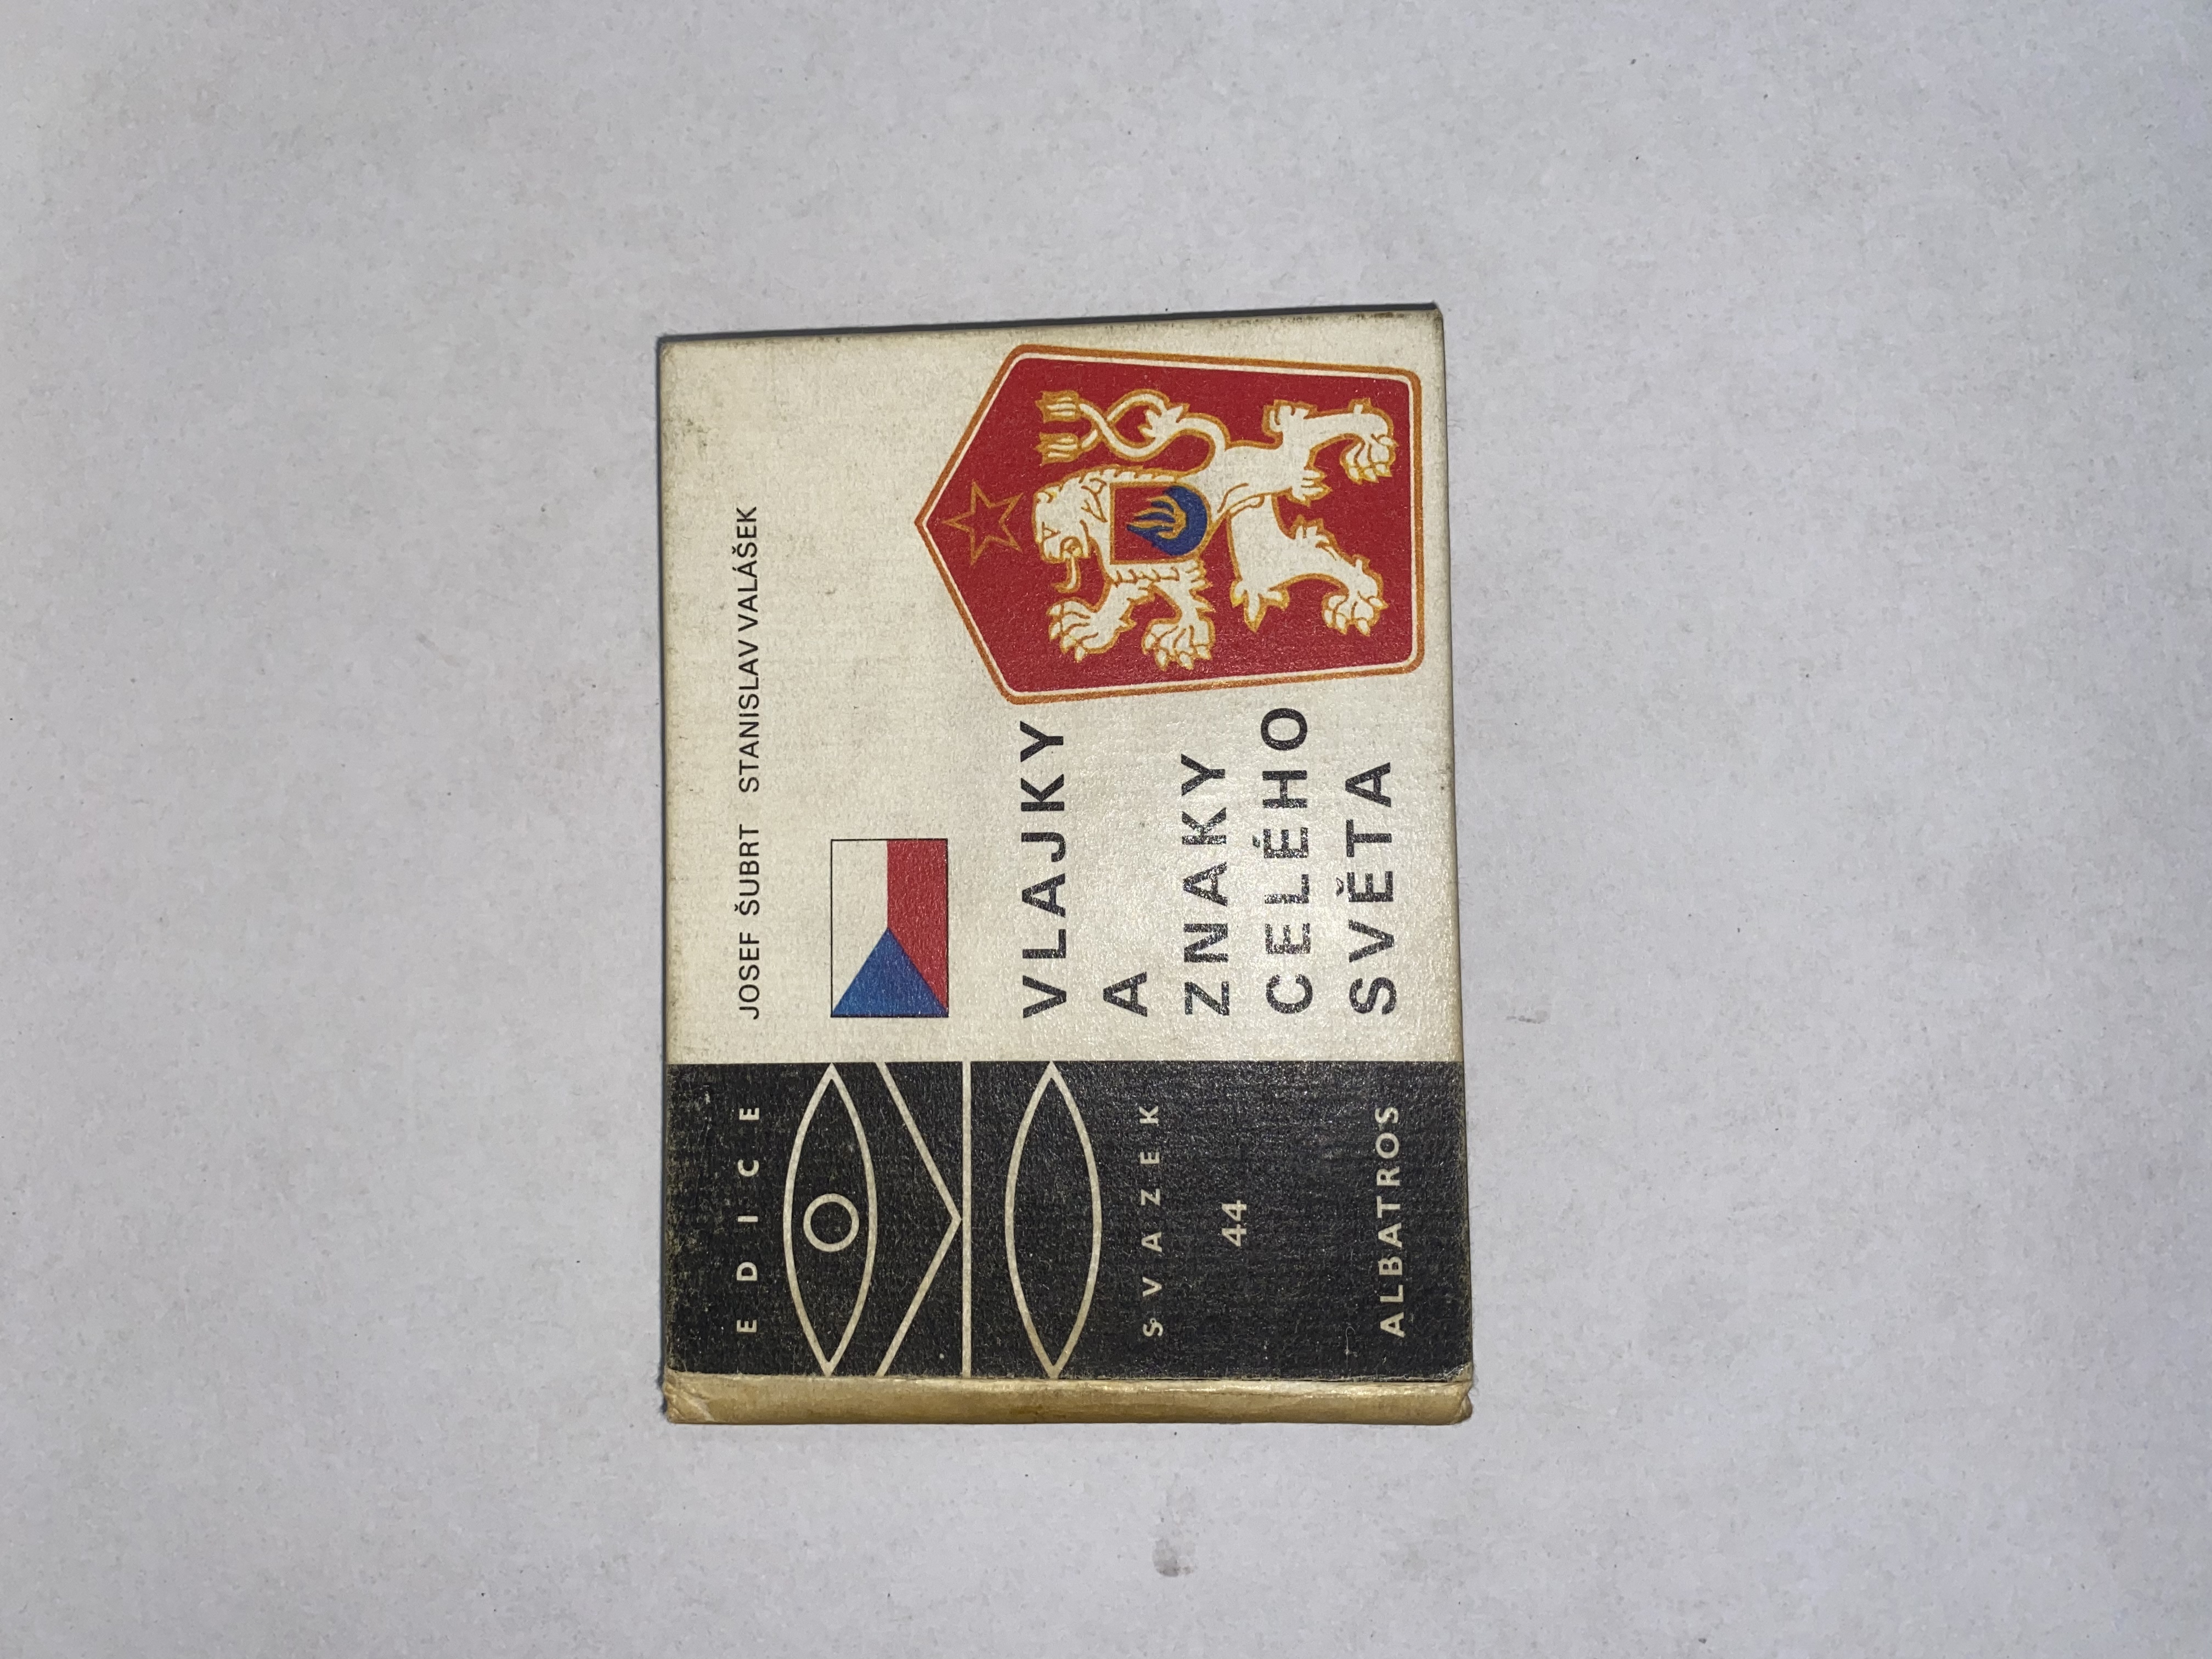 EDICE
OKO
SVAZEK
44
ALBATROS
JOSEF ŠUBRT STANISLAV VALÁŠEK
VLAJKY
A
ZNAKY
CELÉHO
SVĚTA